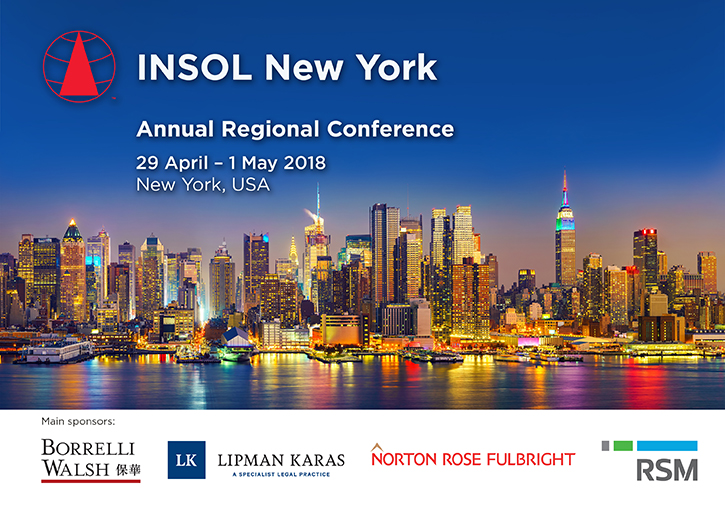 INSOL New York
Annual Regional Conference
29 April – 1 May 2018
New York, USA
Main sponsors:
BORRELLI
WALSH 保華
LK
LIPMAN KARAS
A SPECIALIST LEGAL PRACTICE
NORTON ROSE FULBRIGHT
RSM